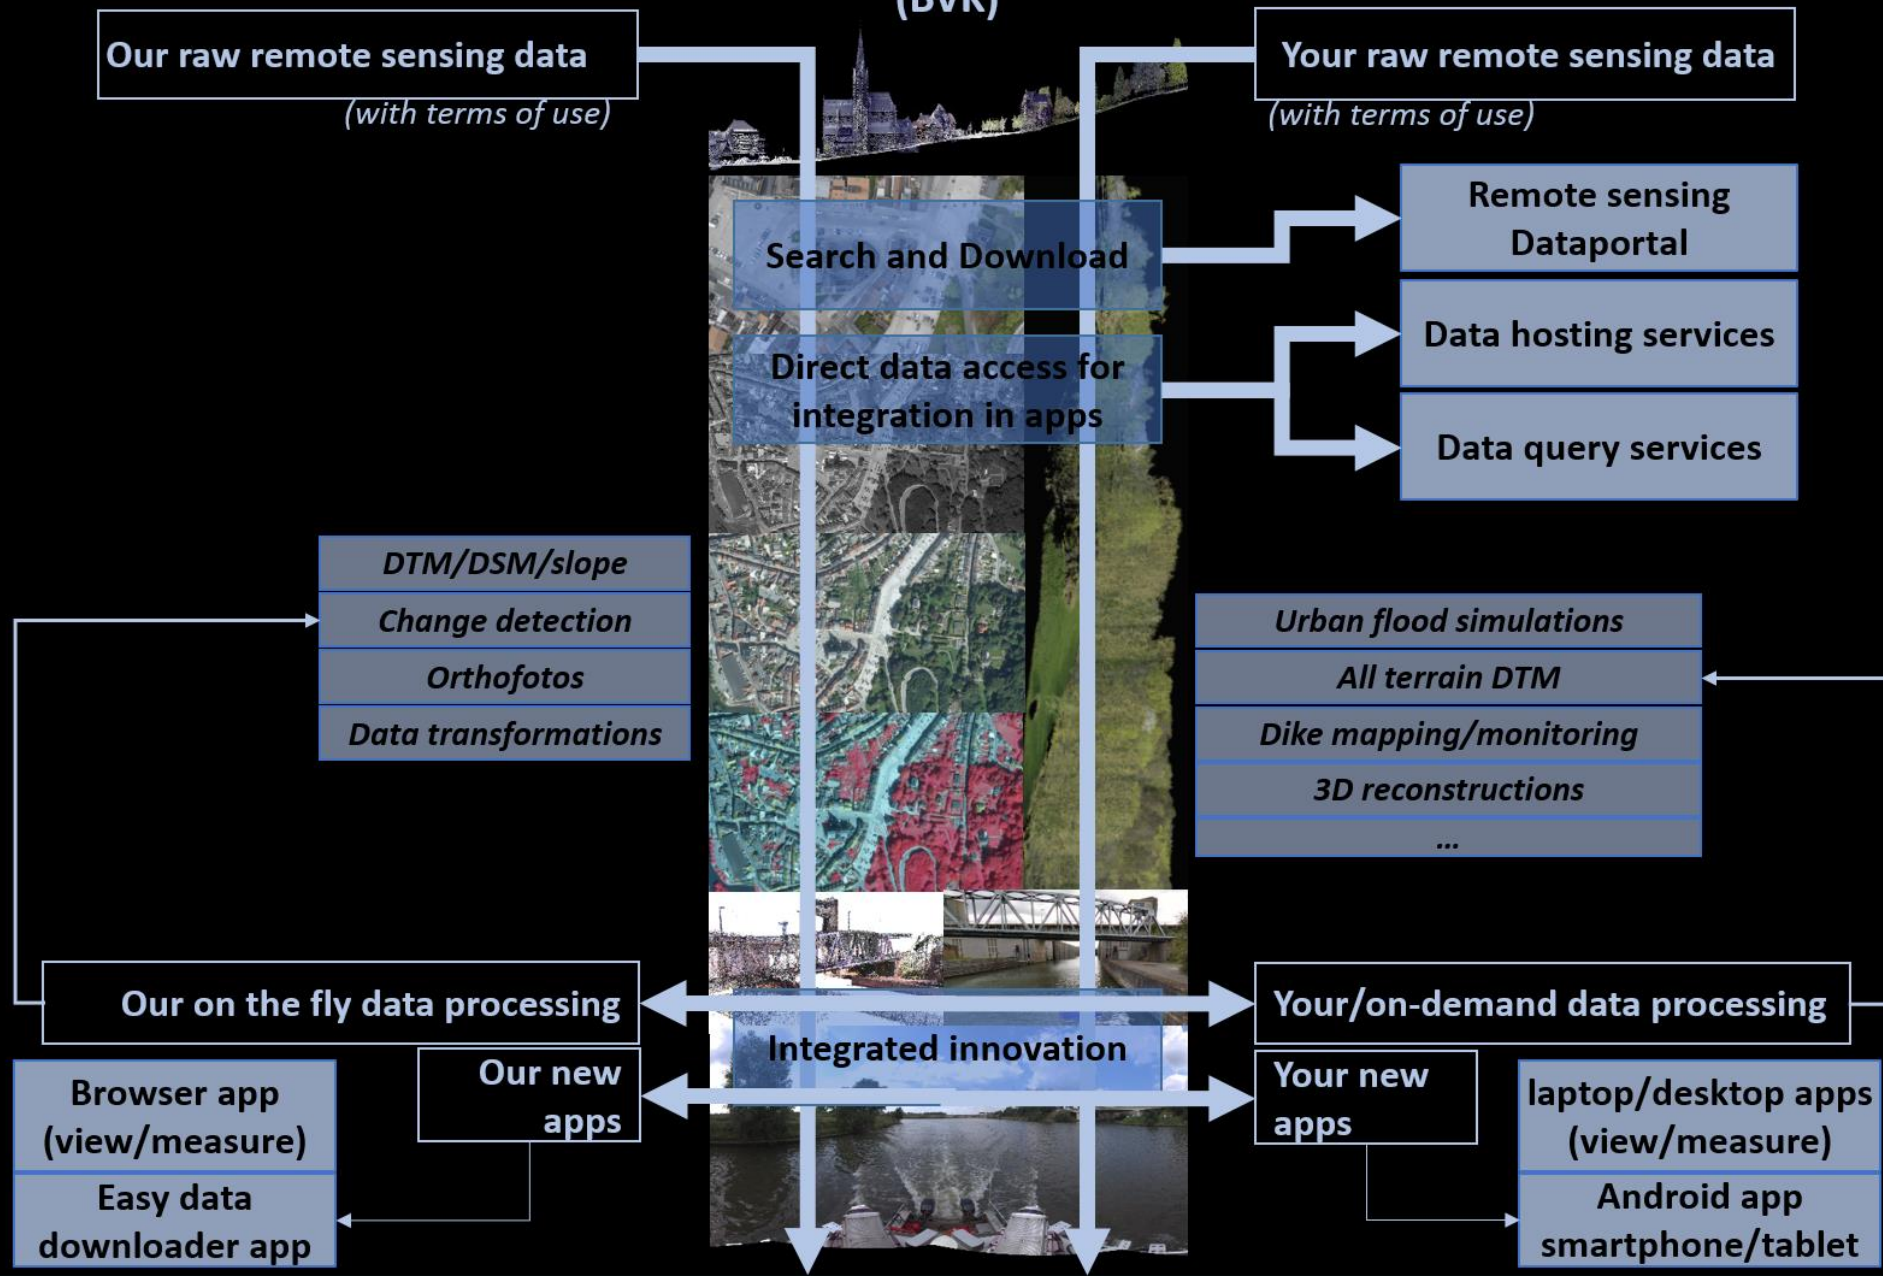 (BVR)
Our raw remote sensing data
(with terms of use)
Your raw remote sensing data
(with terms of use)
Search and Download
Remote sensing
Dataportal
Direct data access for
integration in apps
Data hosting services
Data query services
DTM/DSM/slope
Change detection
Orthofotos
Data transformations
Urban flood simulations
All terrain DTM
Dike mapping/monitoring
3D reconstructions
...
Our on the fly data processing
Your/on-demand data processing
Integrated innovation
Our new
apps
Your new
apps
Browser app
(view/measure)
Easy data
downloader app
laptop/desktop apps
(view/measure)
Android app
smartphone/tablet